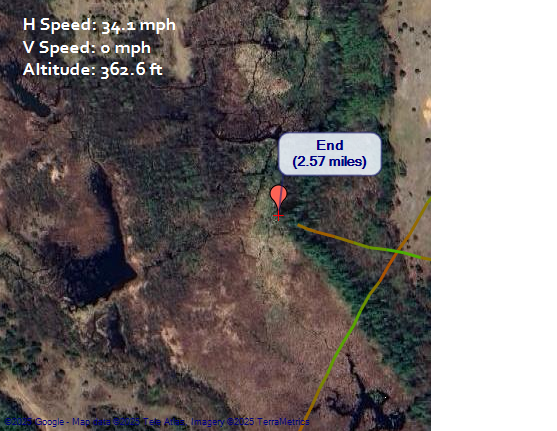 H Speed: 34.1 mph
V Speed: 0 mph
Altitude: 362.6 ft
End
(2.57 miles)
Google - Map data ©2025 Tele Atlas, Imagery ©2025 TerraMetrics